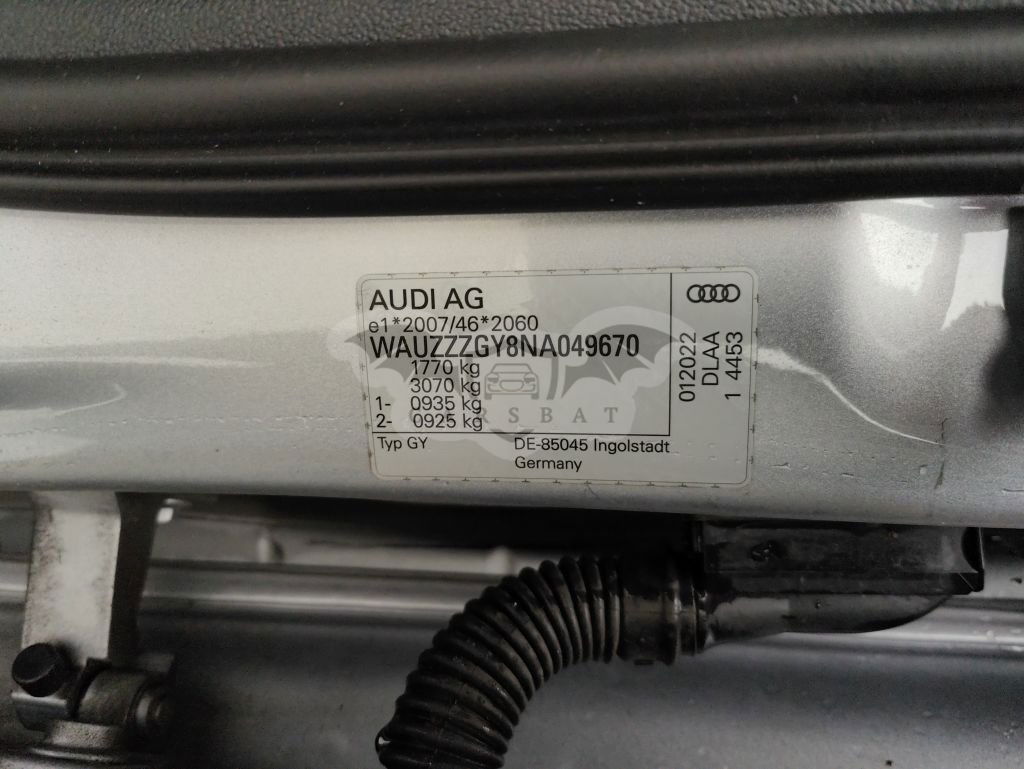 AUDI AG
e1*2007/46*2060
WAUZZZGY8NA049670
1770 kg
3070 kg
1- 0935 kg
2- 0925 kg
Typ GY DE-85045 Ingolstadt
Germany
012022
DLAA
1 4453
CARSBAT